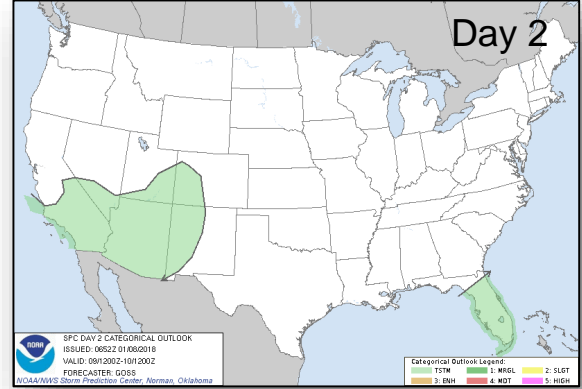 Day 2
SPC DAY 2 CATEGORICAL OUTLOOK
ISSUED: 0652Z 01/08/2018
VALID: 09/1200Z-10/1200Z
FORECASTER: GOSS
NOAA/NWS Storm Prediction Center, Norman, Oklahoma
NOAA
Categorical Outlook Legend:
TSTM 1: MRGL 2: SLGT
3: ENH 4: MDT 5: HIGH